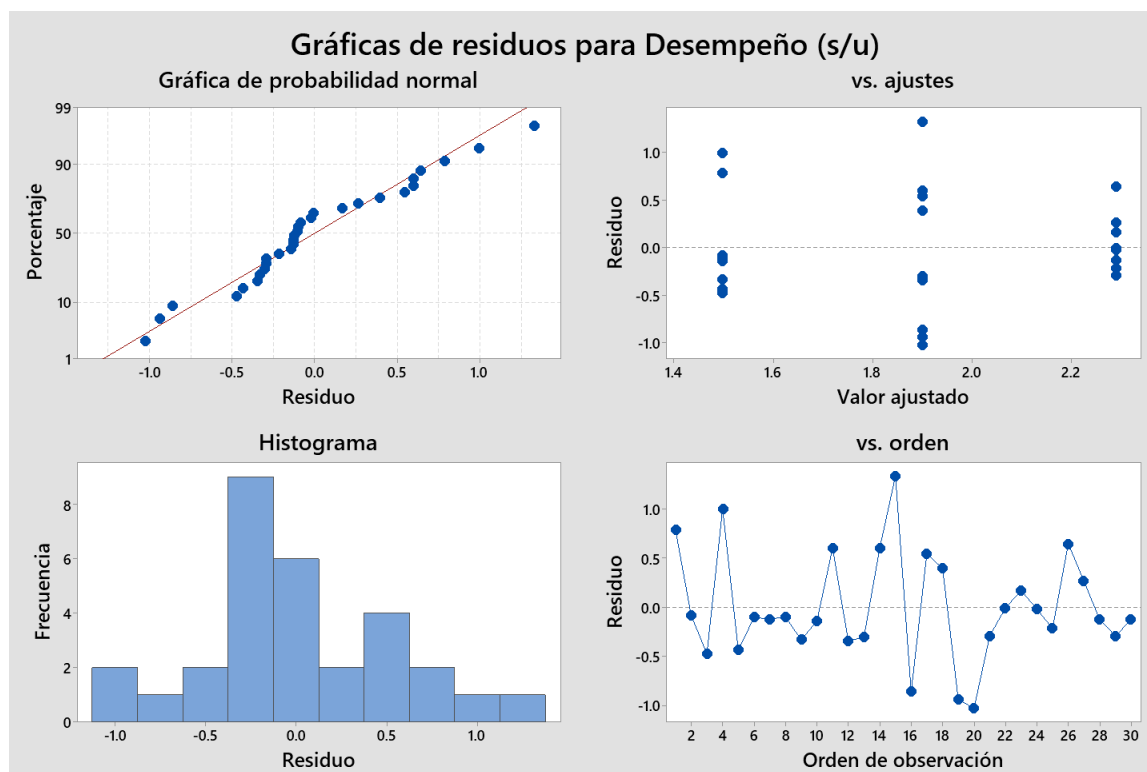 Gráficas de residuos para Desempeño (s/u)
Gráfica de probabilidad normal
99
90
50
10
1
Porcentaje
-1.0 -0.5 0.0 0.5 1.0
Residuo
vs. ajustes
1.0
0.5
0.0
-0.5
-1.0
Residuo
1.4 1.6 1.8 2.0 2.2
Valor ajustado
Histograma
8
6
4
2
0
Frecuencia
-1.0 -0.5 0.0 0.5 1.0
Residuo
vs. orden
1.0
0.5
0.0
-0.5
-1.0
Residuo
2 4 6 8 10 12 14 16 18 20 22 24 26 28 30
Orden de observación